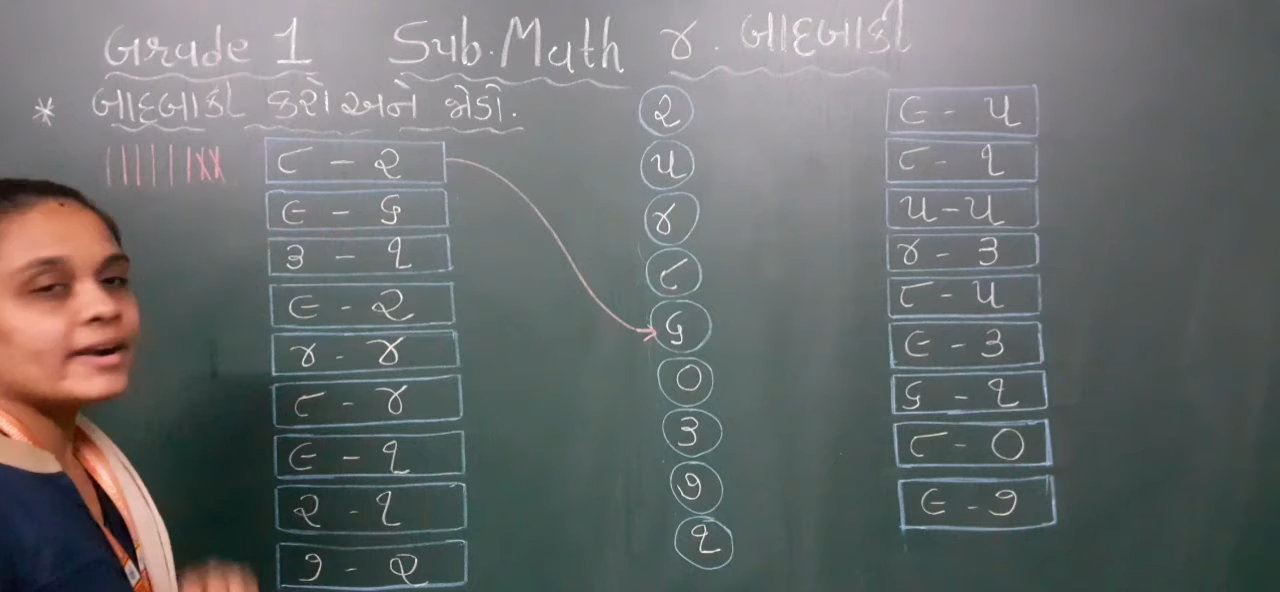 Grade 1 Sub. Math ૪. બાદબાકી
* બાદબાકી કરો અને જોડો.
૮ - ૨
૯ - ૬
૩ - ૧
૯ - ૨
૪ - ૪
૮ - ૪
૯ - ૧
૨ - ૧
૭ - ૨
૨
૫
૪
૮
૬
૦
૩
૭
૧
૯ - ૫
૮ - ૧
૫ - ૫
૪ - ૩
૮ - ૫
૯ - ૩
૬ - ૧
૮ - ૦
૯ - ૭